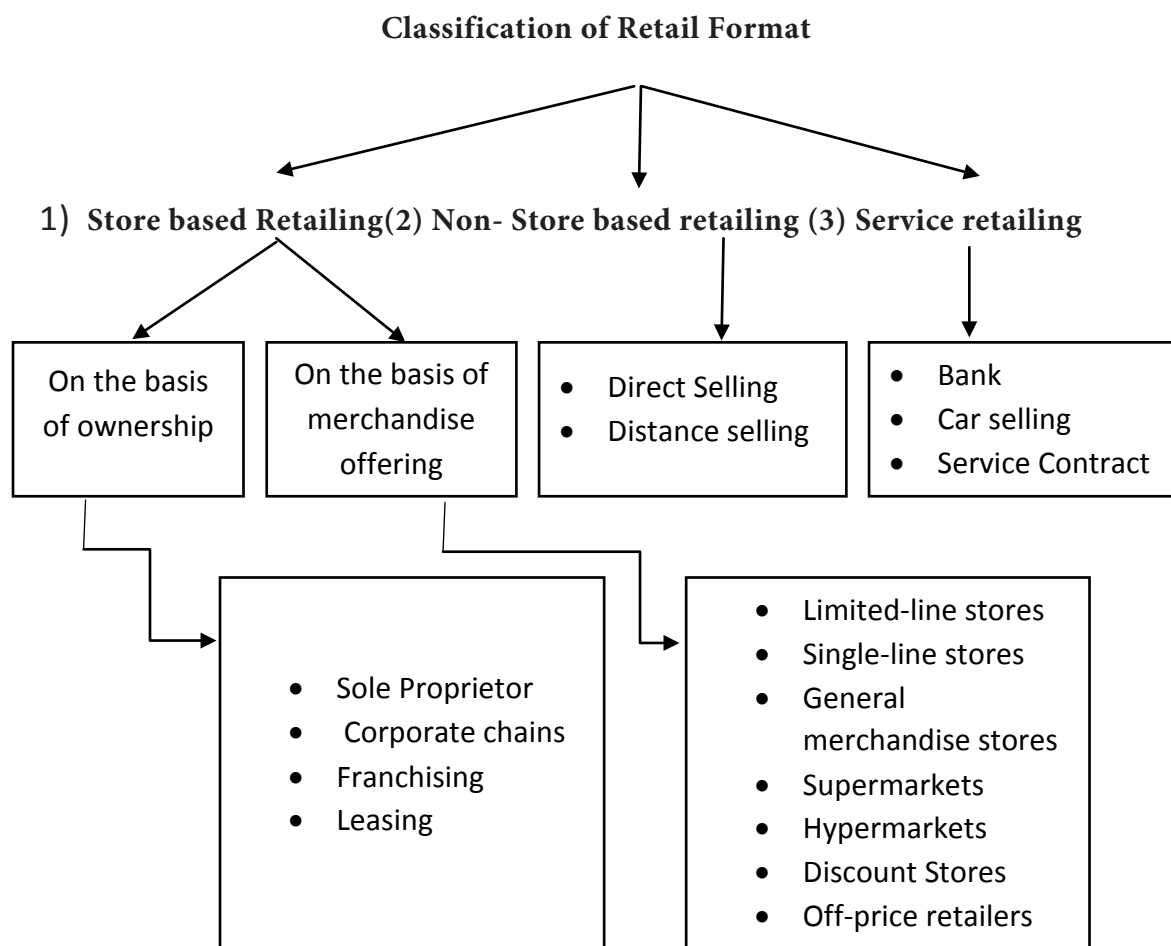 Classification of Retail Format
1) Store based Retailing(2) Non- Store based retailing (3) Service retailing
On the basis
of ownership
On the basis of
merchandise
offering
• Direct Selling
• Distance selling
• Bank
• Car selling
• Service Contract
• Sole Proprietor
• Corporate chains
• Franchising
• Leasing
• Limited-line stores
• Single-line stores
• General
merchandise stores
• Supermarkets
• Hypermarkets
• Discount Stores
• Off-price retailers